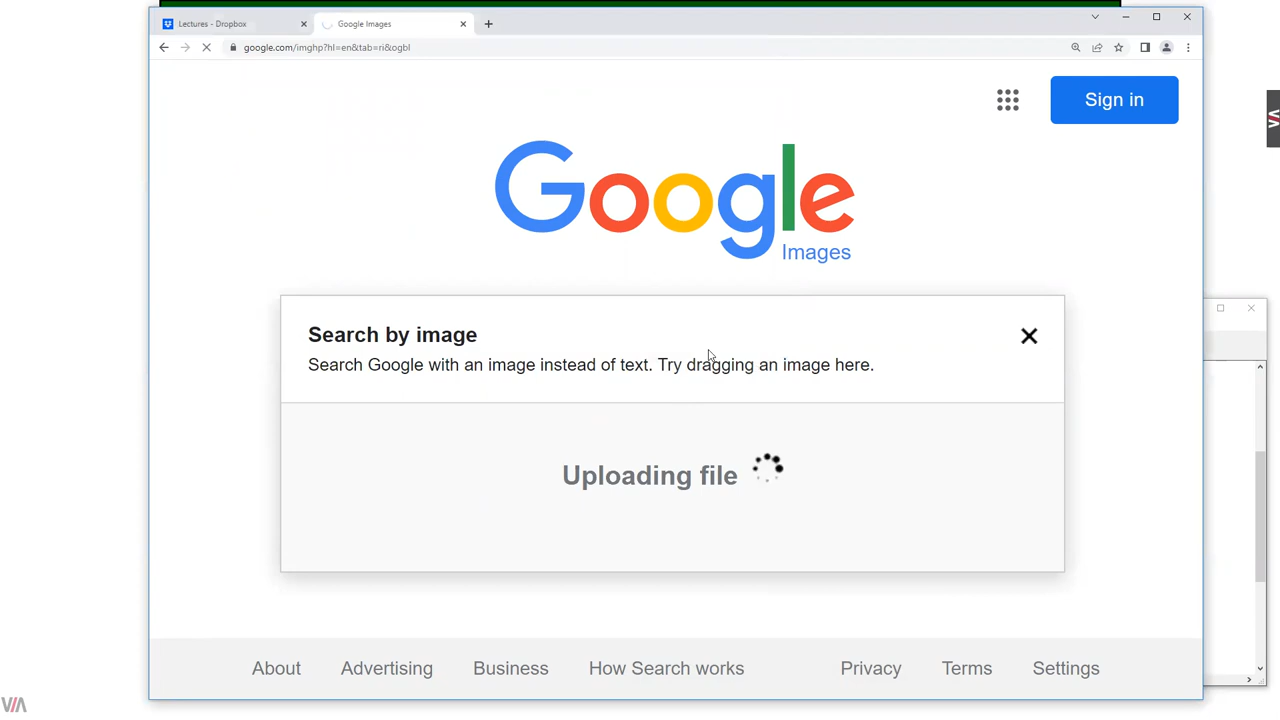 Lectures - Dropbox
Google Images
google.com/imghp?hl=en&tab=ri&ogbl
Sign in
Google
Images
Search by image
Search Google with an image instead of text. Try dragging an image here.
Uploading file
About Advertising Business How Search works Privacy Terms Settings
VIA
VIA